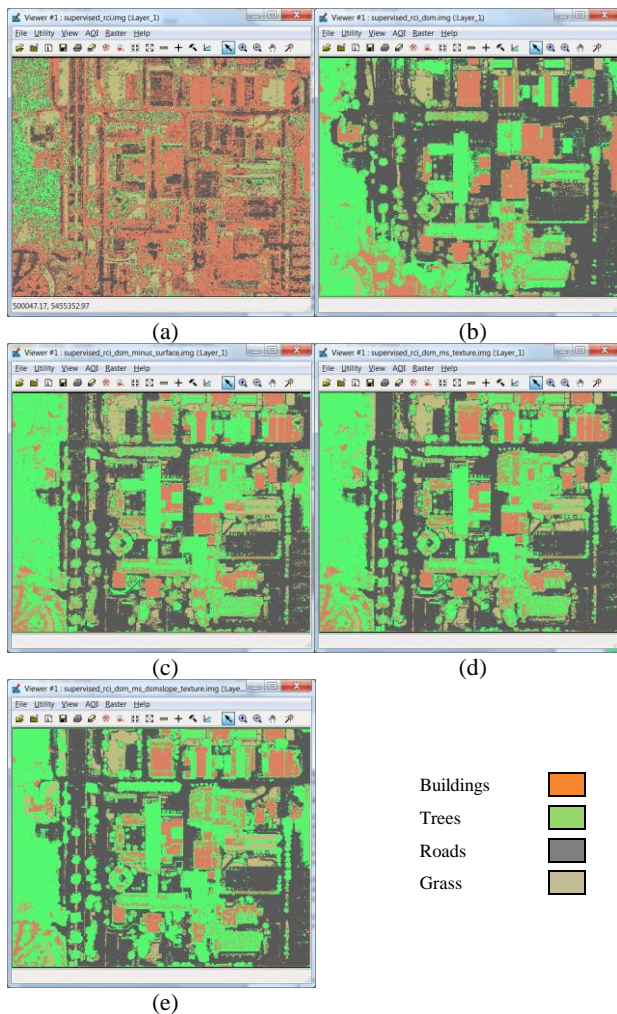 Viewer #1 : supervised_rci.img (:Layer_1)
File Utility View AOI Raster Help
500047.17, 5455352.97
(a)
Viewer #1 : supervised_rci_dsm.img (:Layer_1)
File Utility View AOI Raster Help
(b)
Viewer #1 : supervised_rci_dsm_minus_surface.img (:Layer_1)
File Utility View AOI Raster Help
(c)
Viewer #1 : supervised_rci_dsm_ms_texture.img (:Layer_1)
File Utility View AOI Raster Help
(d)
Viewer #1 : supervised_rci_dsm_ms_dsmslope_texture.img (:Laye...
File Utility View AOI Raster Help
(e)
Buildings
Trees
Roads
Grass